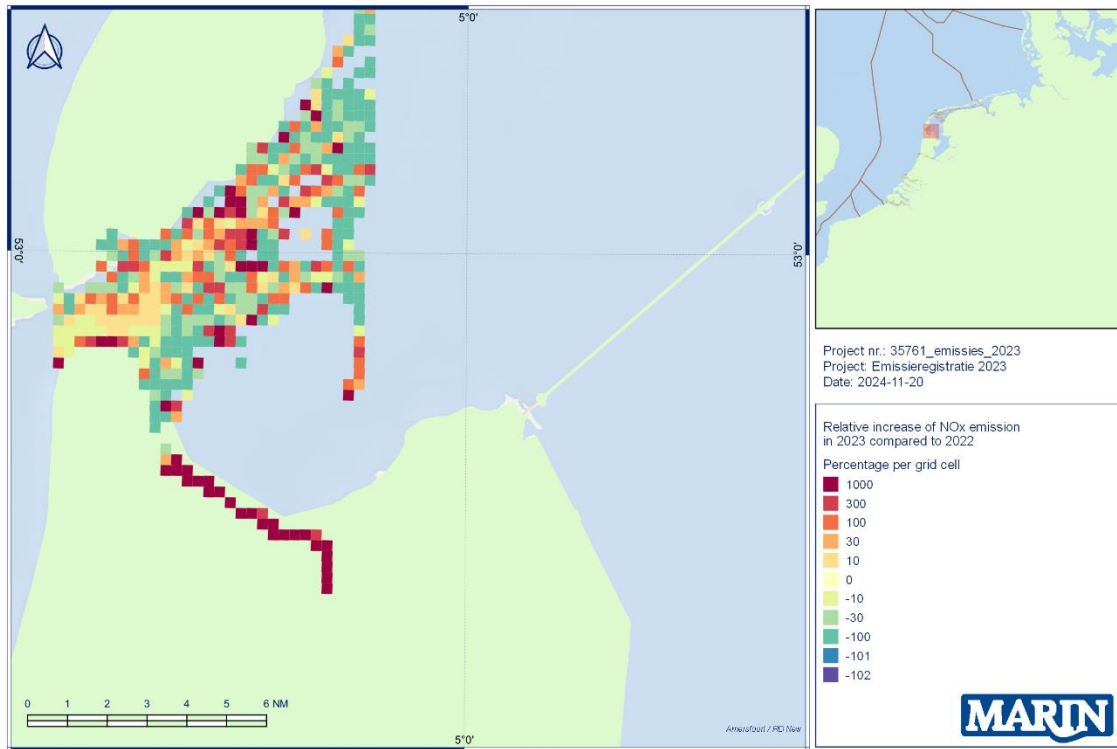 5°0'
53°0'
53°0'
0 1 2 3 4 5 6 NM
5°0'
Amersfoort / RD New
Project nr.: 35761_emissies_2023
Project: Emissieregistratie 2023
Date: 2024-11-20
Relative increase of NOx emission
in 2023 compared to 2022
Percentage per grid cell
1000
300
100
30
10
0
-10
-30
-100
-101
-102
MARIN